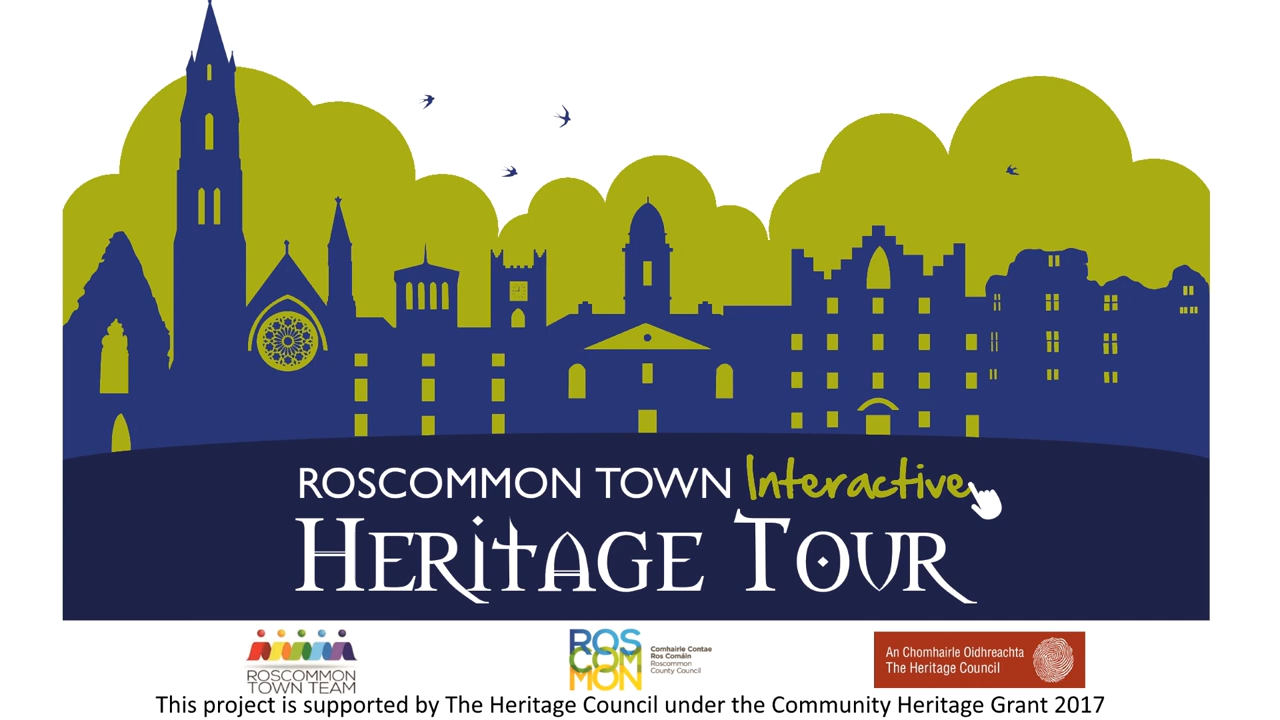 ROSCOMMON TOWN Interactive
HERITAGE TOUR
ROSCOMMON
TOWN TEAM
ROS
COM
MON
Comhairle Contae
Ros Comáin
Roscommon
County Council
An Chomhairle Oidhreachta
The Heritage Council
This project is supported by The Heritage Council under the Community Heritage Grant 2017